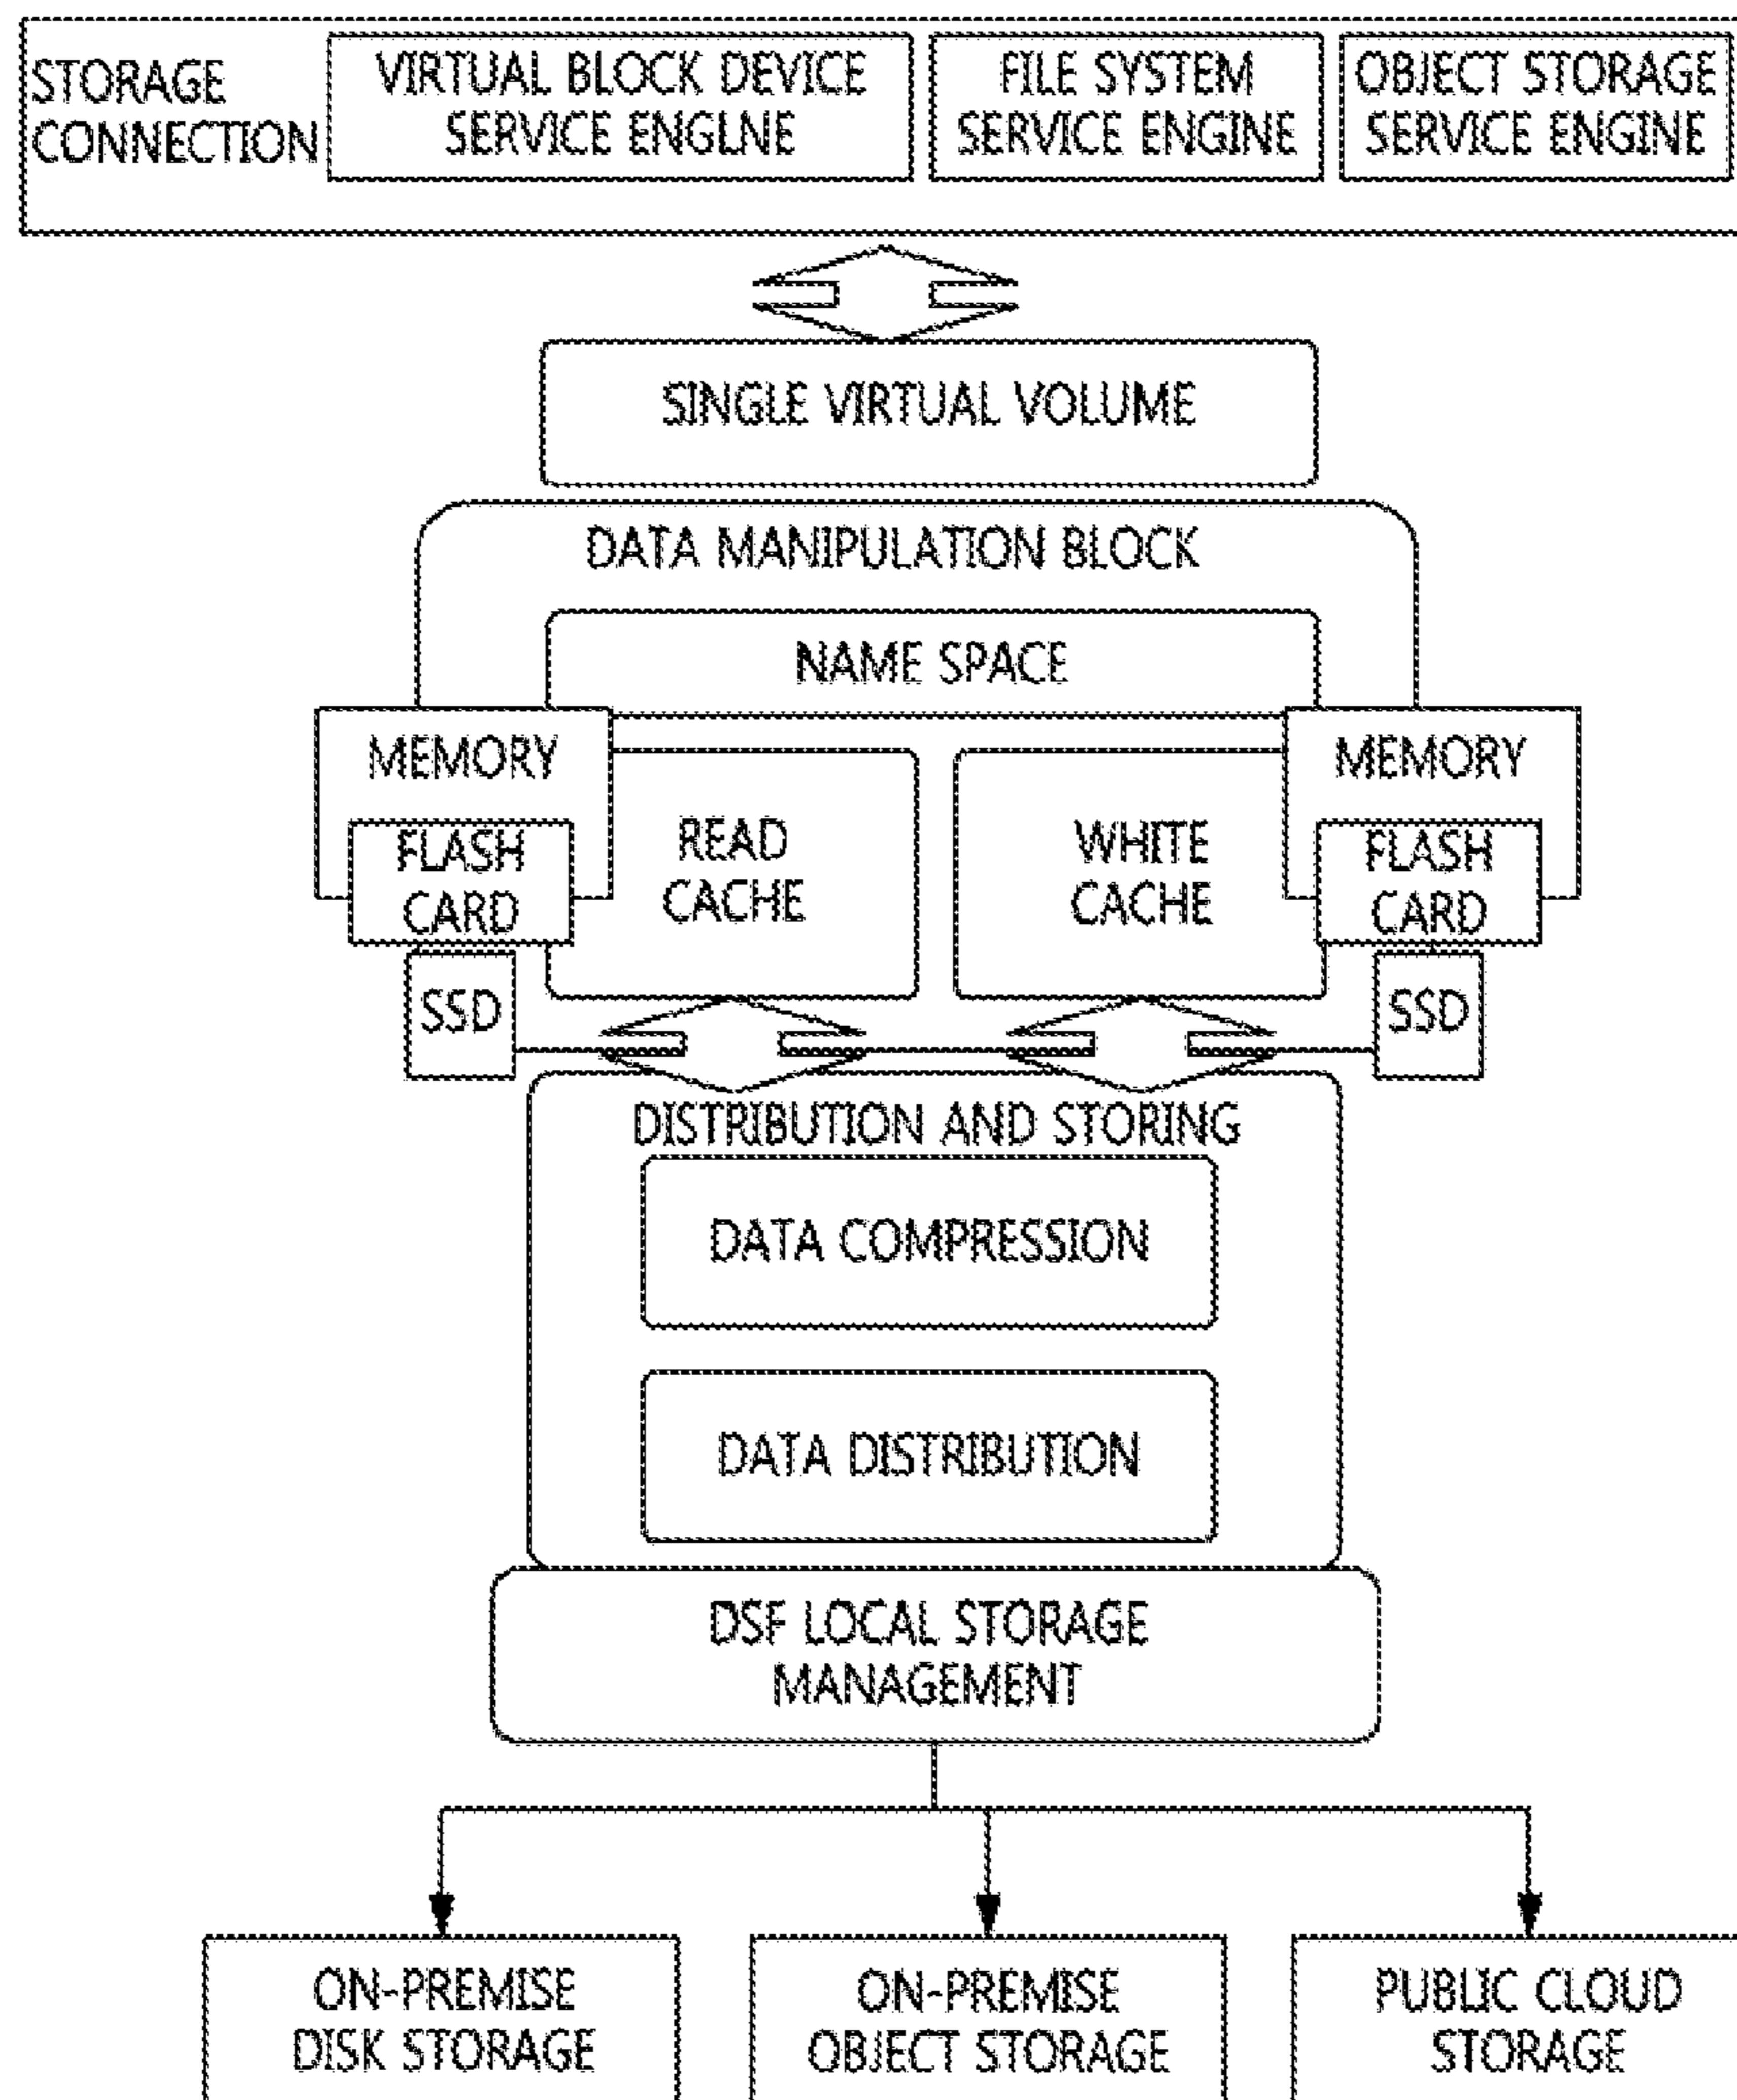 STORAGE
CONNECTION
VIRTUAL BLOCK DEVICE
SERVICE ENGLNE
FILE SYSTEM
SERVICE ENGINE
OBJECT STORAGE
SERVICE ENGINE
SINGLE VIRTUAL VOLUME
DATA MANIPULATION BLOCK
NAME SPACE
MEMORY
FLASH
CARD
SSD
READ
CACHE
WHITE
CACHE
MEMORY
FLASH
CARD
SSD
DISTRIBUTION AND STORING
DATA COMPRESSION
DATA DISTRIBUTION
DSF LOCAL STORAGE
MANAGEMENT
ON-PREMISE
DISK STORAGE
ON-PREMISE
OBJECT STORAGE
PUBLIC CLOUD
STORAGE